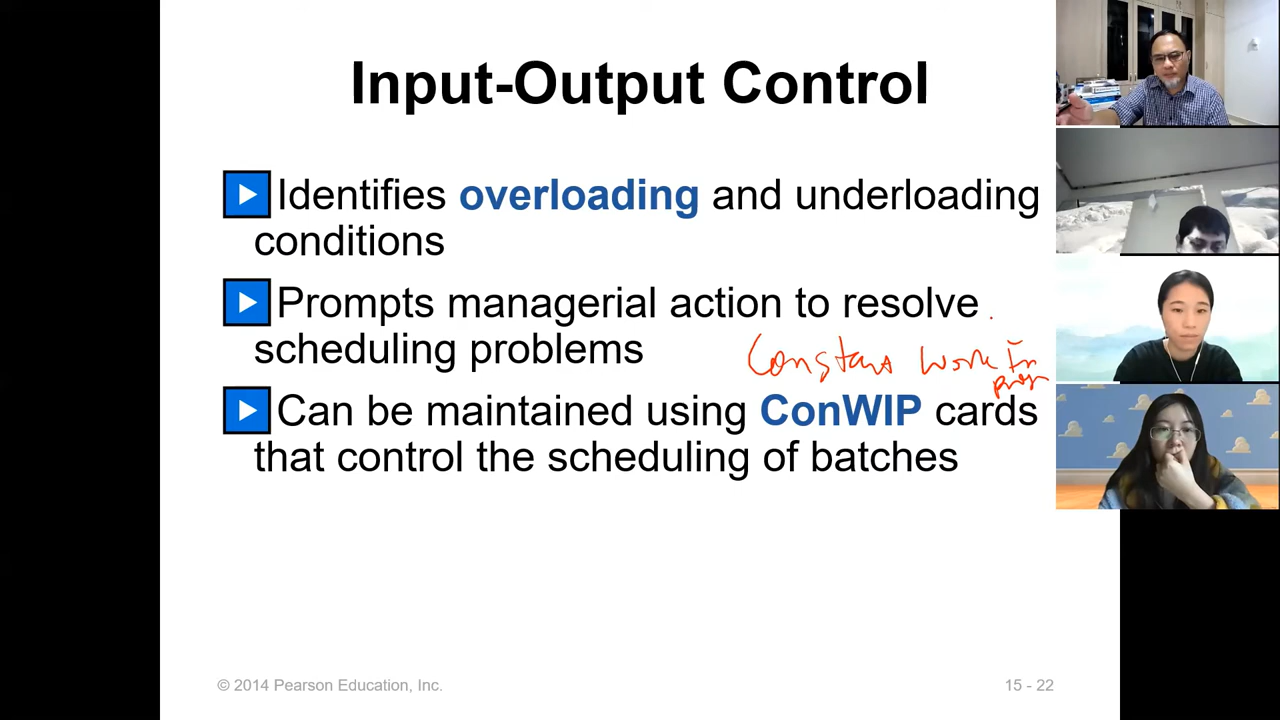 Input-Output Control
Identifies overloading and underloading
conditions
Prompts managerial action to resolve
scheduling problems
Constant work In
prog
Can be maintained using ConWIP cards
that control the scheduling of batches
© 2014 Pearson Education, Inc.
15 - 22